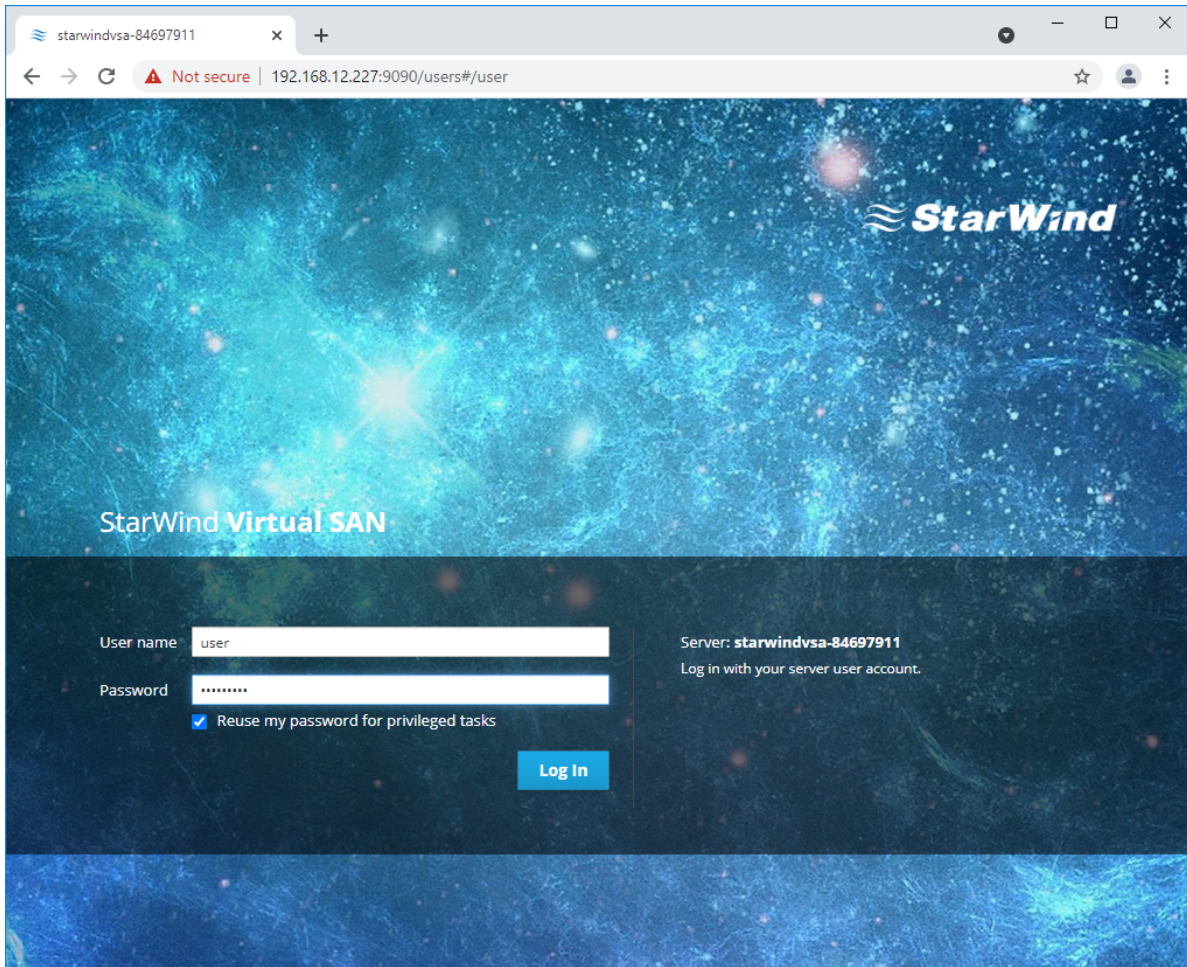 starwindvsa-84697911
Not secure | 192.168.12.227:9090/users#/user
StarWind
StarWind Virtual SAN
User name user
Password •••••••••
Reuse my password for privileged tasks
Log In
Server: starwindvsa-84697911
Log in with your server user account.